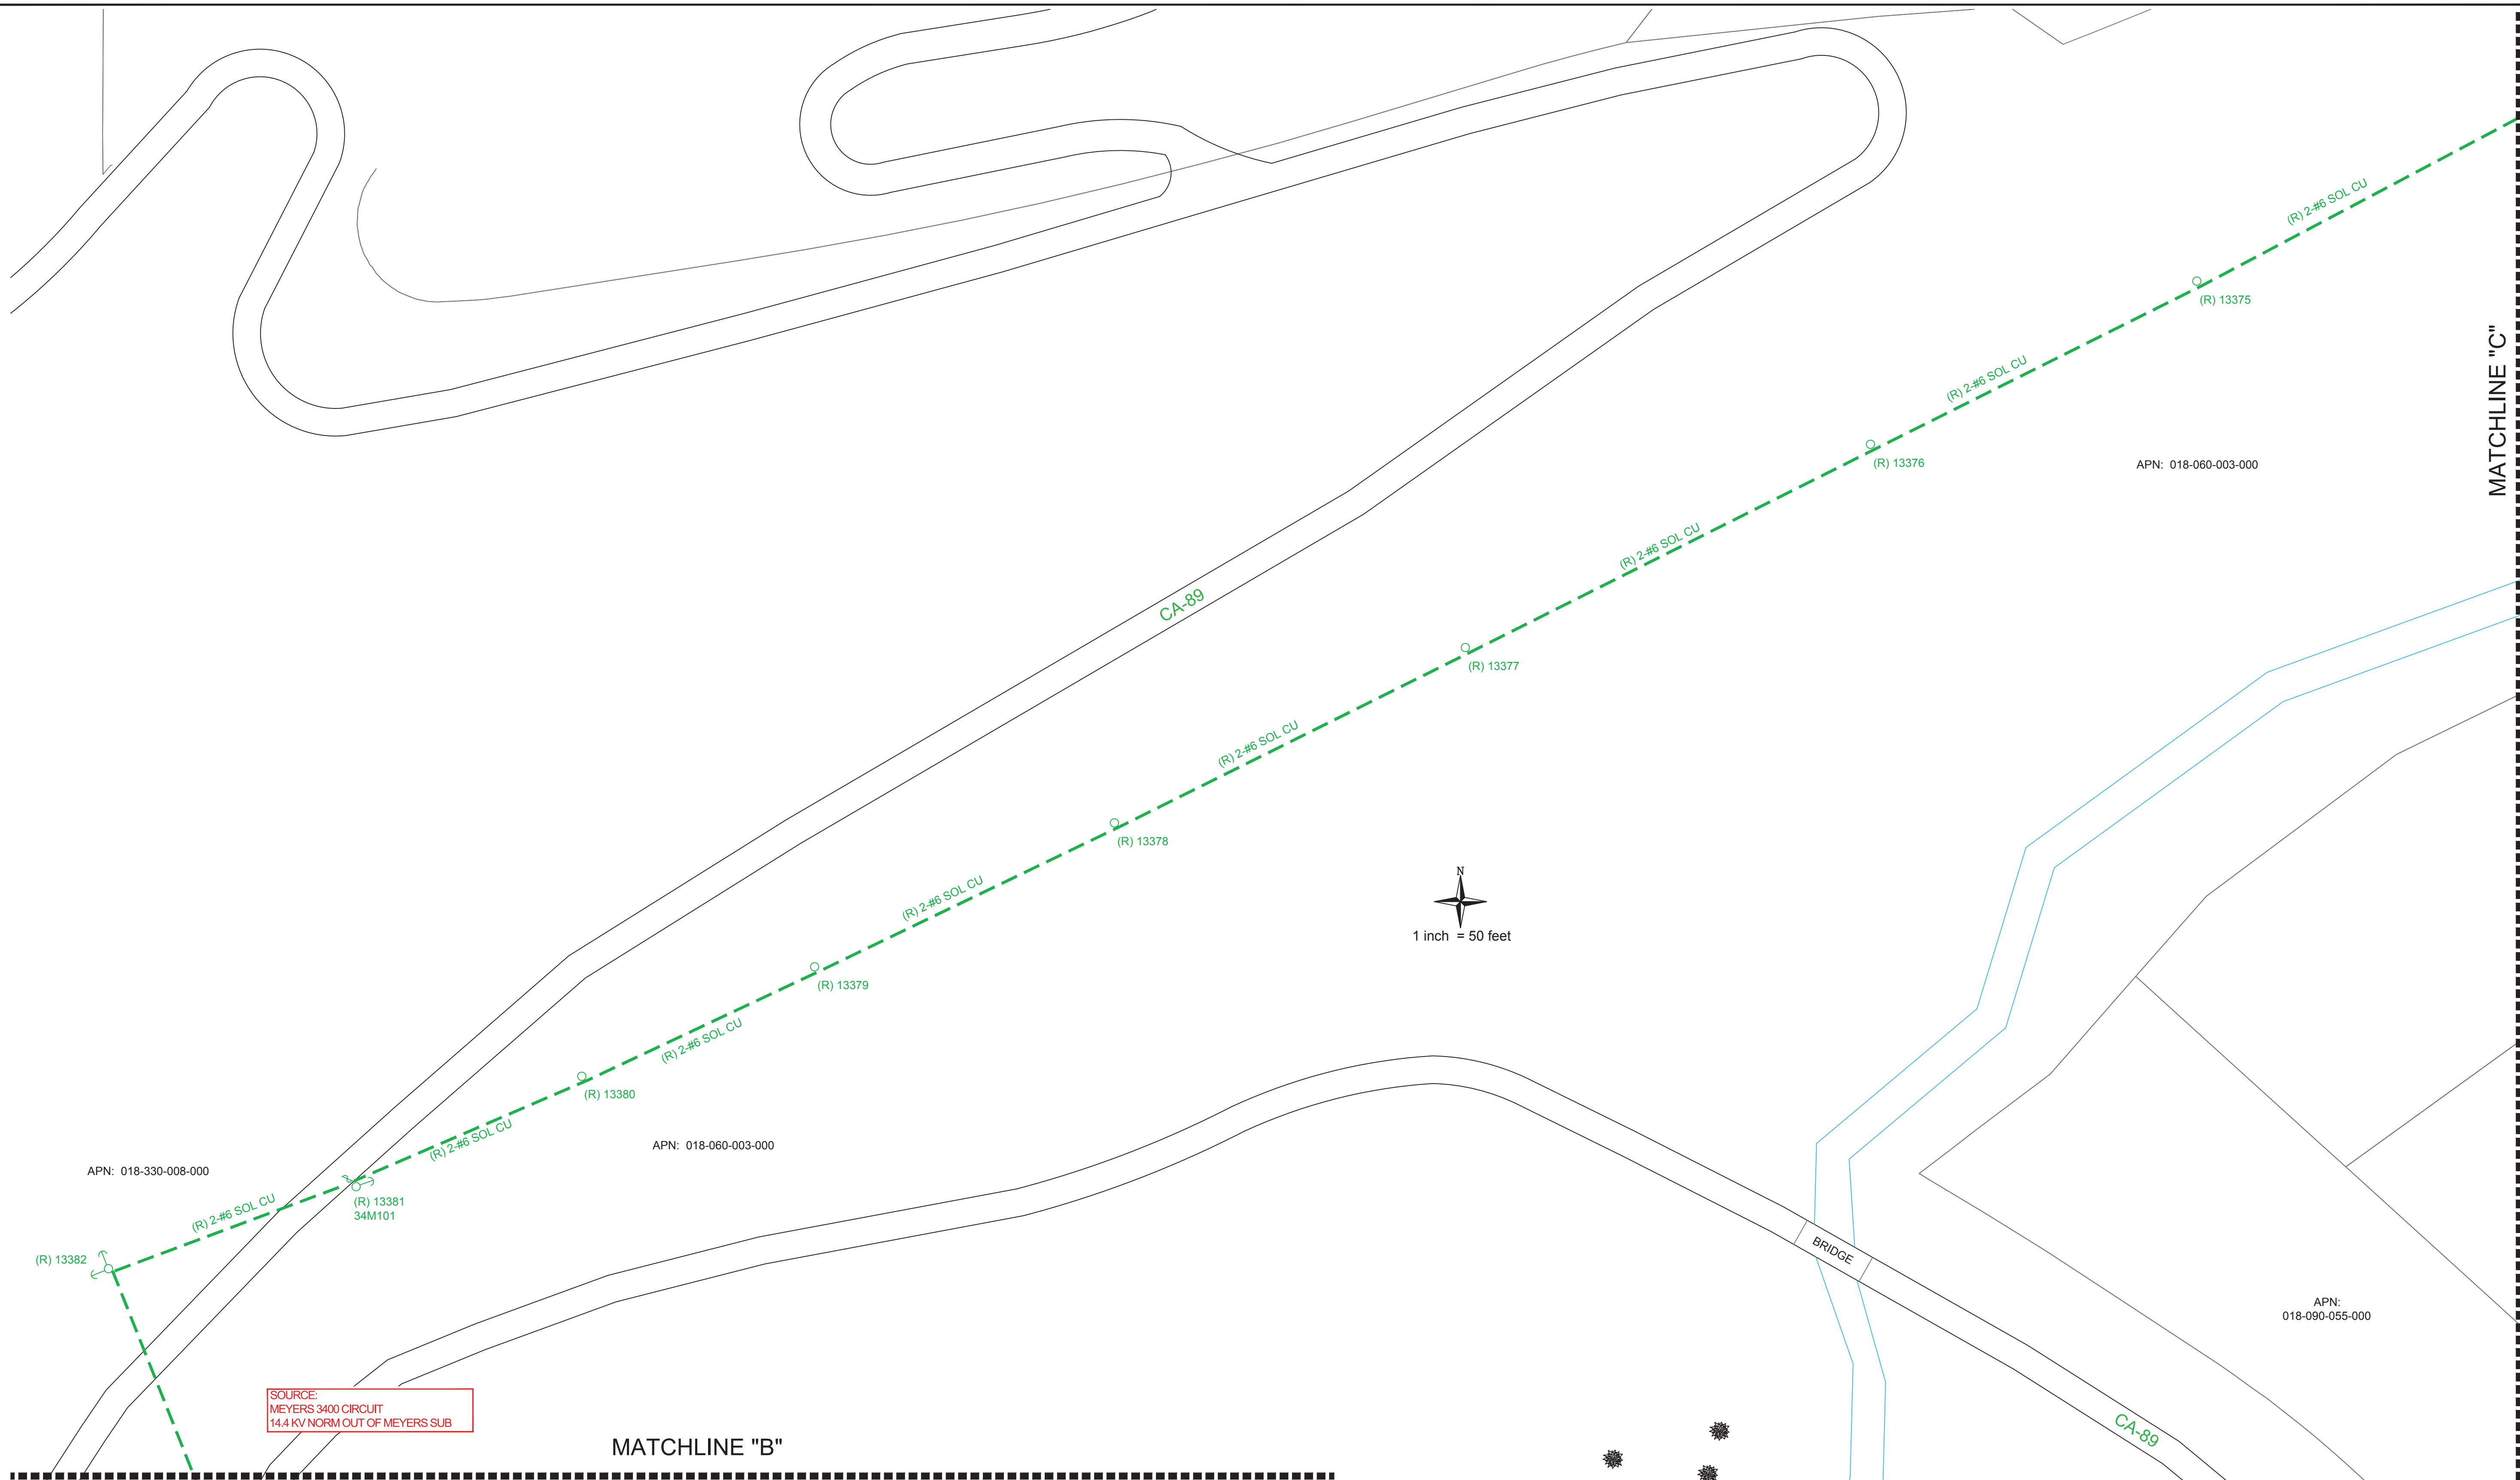 (R) 2-#6 SOL CU
(R) 13375
MATCHLINE "C"
(R) 2-#6 SOL CU
(R) 13376
APN: 018-060-003-000
(R) 2-#6 SOL CU
CA-89
(R) 13377
(R) 2-#6 SOL CU
(R) 13378
N
1 inch = 50 feet
(R) 2-#6 SOL CU
(R) 13379
(R) 2-#6 SOL CU
(R) 13380
(R) 2-#6 SOL CU
APN: 018-060-003-000
APN: 018-330-008-000
(R) 2-#6 SOL CU
(R) 13381
34M101
(R) 13382
BRIDGE
APN:
018-090-055-000
SOURCE:
MEYERS 3400 CIRCUIT
14.4 KV NORM OUT OF MEYERS SUB
CA-89
MATCHLINE "B"